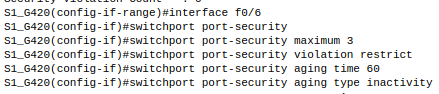 S1_G420(config-if-range)#interface f0/6
S1_G420(config-if)#switchport port-security
S1_G420(config-if)#switchport port-security maximum 3
S1_G420(config-if)#switchport port-security violation restrict
S1_G420(config-if)#switchport port-security aging time 60
S1_G420(config-if)#switchport port-security aging type inactivity